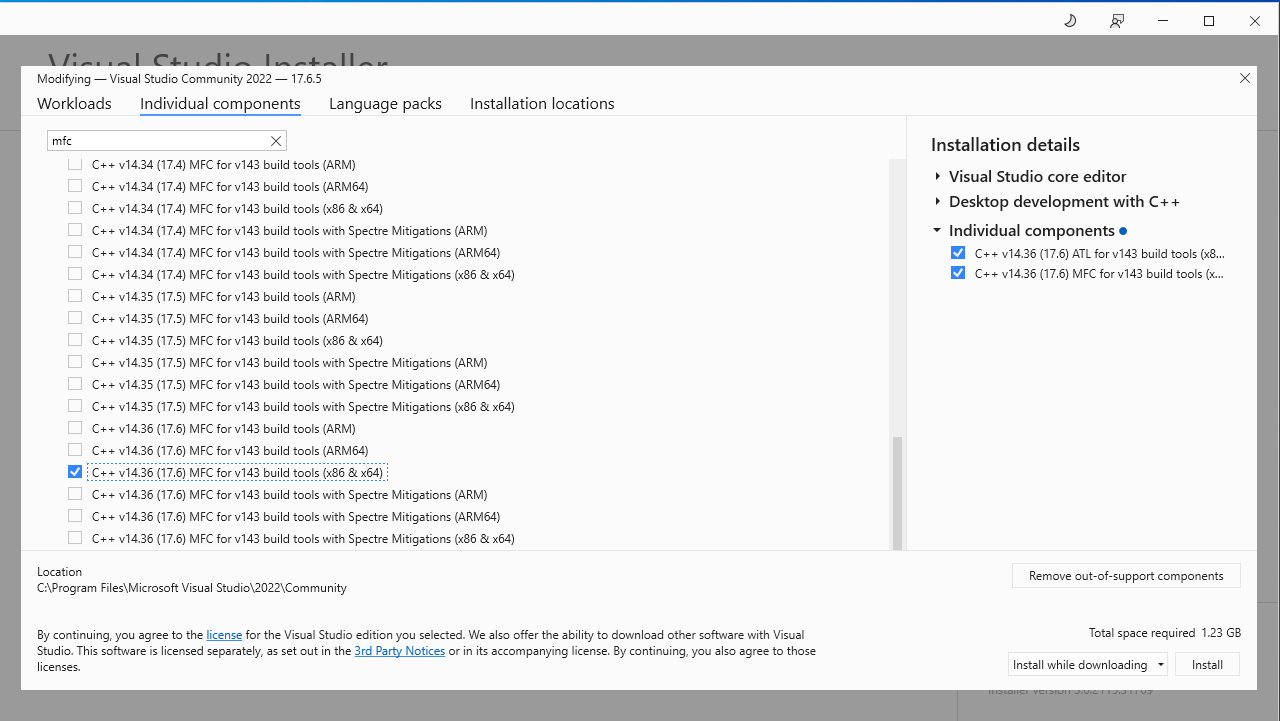 Visual Studio Installer
Modifying — Visual Studio Community 2022 — 17.6.5
Workloads
Individual components
Language packs
Installation locations
mfc
C++ v14.34 (17.4) MFC for v143 build tools (ARM)
C++ v14.34 (17.4) MFC for v143 build tools (ARM64)
C++ v14.34 (17.4) MFC for v143 build tools (x86 & x64)
C++ v14.34 (17.4) MFC for v143 build tools with Spectre Mitigations (ARM)
C++ v14.34 (17.4) MFC for v143 build tools with Spectre Mitigations (ARM64)
C++ v14.34 (17.4) MFC for v143 build tools with Spectre Mitigations (x86 & x64)
C++ v14.35 (17.5) MFC for v143 build tools (ARM)
C++ v14.35 (17.5) MFC for v143 build tools (ARM64)
C++ v14.35 (17.5) MFC for v143 build tools (x86 & x64)
C++ v14.35 (17.5) MFC for v143 build tools with Spectre Mitigations (ARM)
C++ v14.35 (17.5) MFC for v143 build tools with Spectre Mitigations (ARM64)
C++ v14.35 (17.5) MFC for v143 build tools with Spectre Mitigations (x86 & x64)
C++ v14.36 (17.6) MFC for v143 build tools (ARM)
C++ v14.36 (17.6) MFC for v143 build tools (ARM64)
C++ v14.36 (17.6) MFC for v143 build tools (x86 & x64)
C++ v14.36 (17.6) MFC for v143 build tools with Spectre Mitigations (ARM)
C++ v14.36 (17.6) MFC for v143 build tools with Spectre Mitigations (ARM64)
C++ v14.36 (17.6) MFC for v143 build tools with Spectre Mitigations (x86 & x64)
Installation details
Visual Studio core editor
Desktop development with C++
Individual components
C++ v14.36 (17.6) ATL for v143 build tools (x8...
C++ v14.36 (17.6) MFC for v143 build tools (x...
Location
C:\Program Files\Microsoft Visual Studio\2022\Community
Remove out-of-support components
By continuing, you agree to the license for the Visual Studio edition you selected. We also offer the ability to download other software with Visual
Studio. This software is licensed separately, as set out in the 3rd Party Notices or in its accompanying license. By continuing, you also agree to those
licenses.
Total space required 1.23 GB
Install while downloading
Install
Installer version